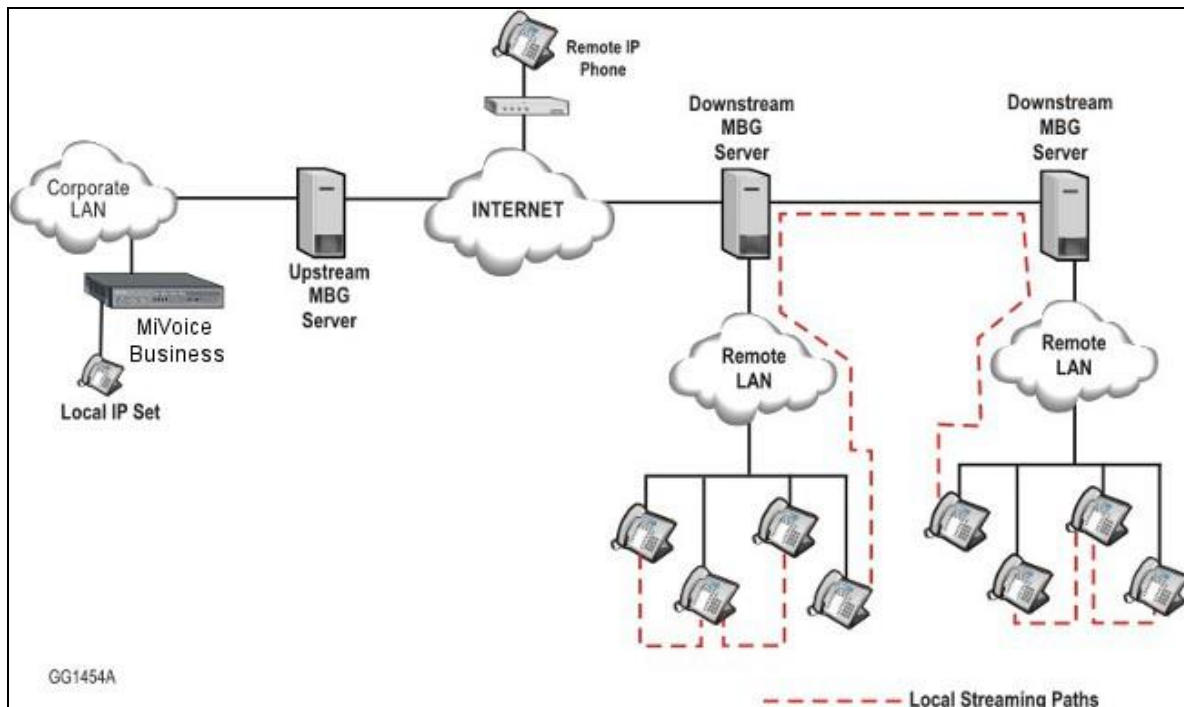 Remote IP
Phone
Downstream
MBG
Server
Downstream
MBG
Server
Corporate
LAN
INTERNET
Upstream
MBG
Server
MiVoice
Business
Local IP Set
Remote
LAN
Remote
LAN
GG1454A
Local Streaming Paths